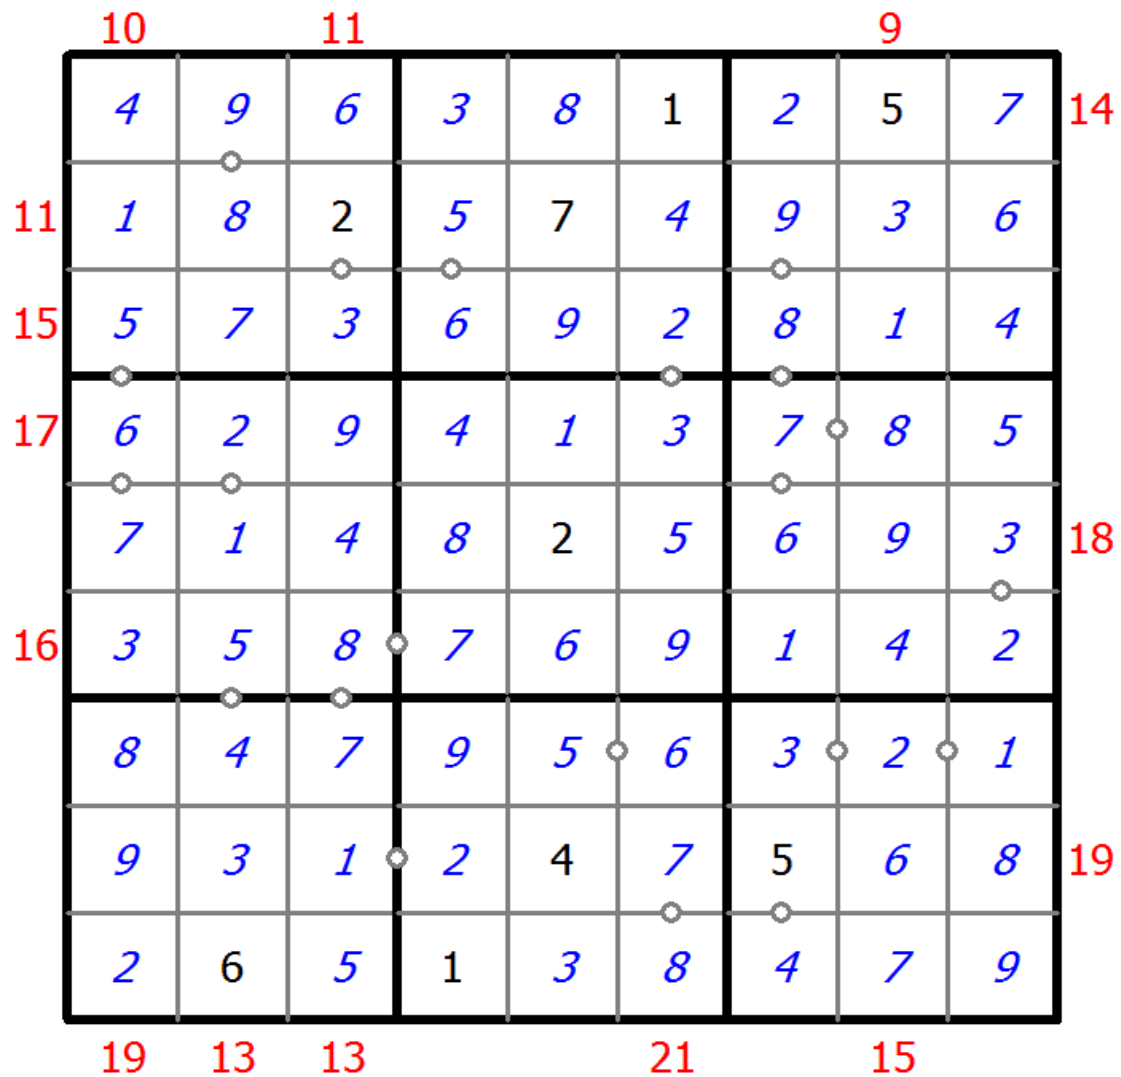 10 11 9
4 9 6 3 8 1 2 5 7 14
11 1 8 2 5 7 4 9 3 6
15 5 7 3 6 9 2 8 1 4
17 6 2 9 4 1 3 7 8 5
7 1 4 8 2 5 6 9 3 18
16 3 5 8 7 6 9 1 4 2
8 4 7 9 5 6 3 2 1
9 3 1 2 4 7 5 6 8 19
2 6 5 1 3 8 4 7 9
19 13 13 21 15